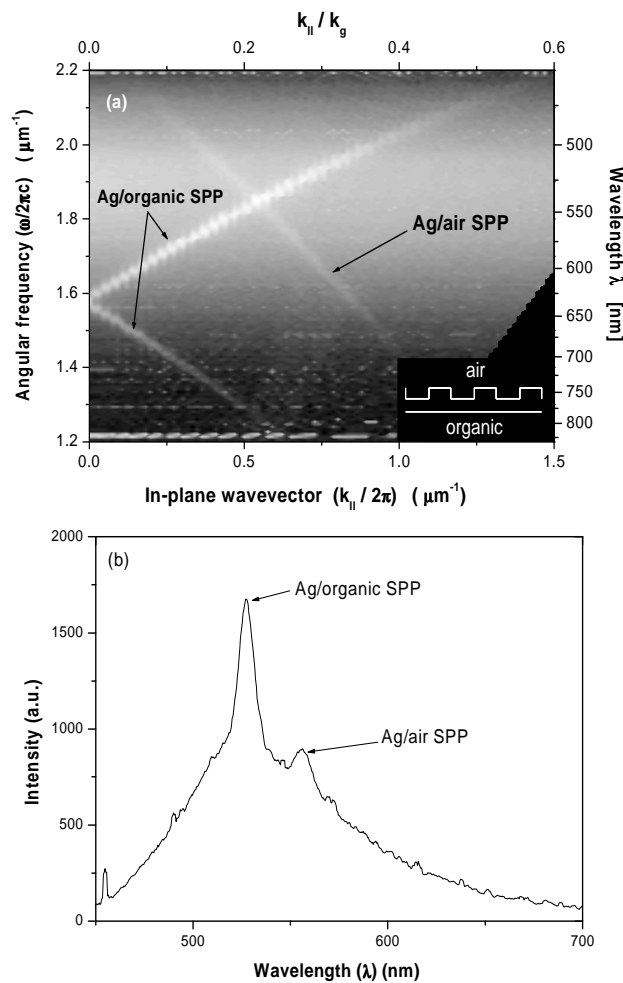 k|| / kg
0.0 0.2 0.4 0.6
2.2
2.0
1.8
1.6
1.4
1.2
Angular frequency (ω/2πc) ( μm⁻¹ )
(a)
Ag/organic SPP
Ag/air SPP
air
organic
500
550
600
650
700
750
800
Wavelength λ [nm]
0.0 0.5 1.0 1.5
In-plane wavevector (k|| / 2π) ( μm⁻¹ )
2000
1500
1000
500
0
Intensity (a.u.)
(b)
Ag/organic SPP
Ag/air SPP
500 600 700
Wavelength (λ) (nm)